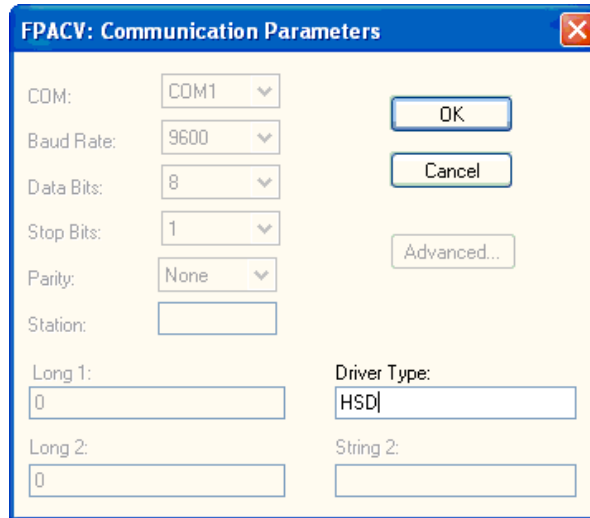 FPACV: Communication Parameters
COM: COM1
OK
Baud Rate: 9600
Cancel
Data Bits: 8
Stop Bits: 1
Advanced...
Parity: None
Station:
Long 1: Driver Type:
0 HSD
Long 2: String 2:
0